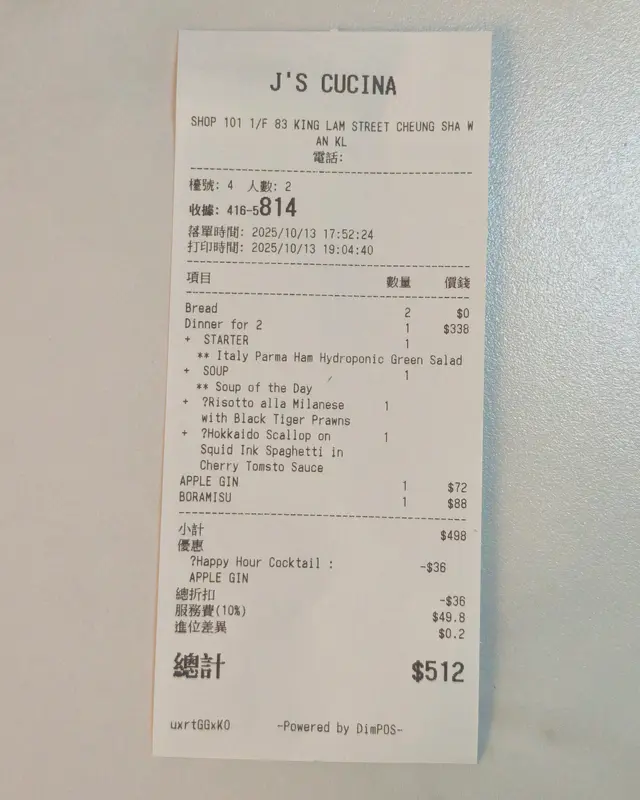 J'S CUCINA
SHOP 101 1/F 83 KING LAM STREET CHEUNG SHA W
AN KL
電話:
檯號: 4 人數: 2
收據: 416-5814
落單時間: 2025/10/13 17:52:24
打印時間: 2025/10/13 19:04:40
項目 數量 價錢
Bread 2 $0
Dinner for 2 1 $338
+ STARTER 1
** Italy Parma Ham Hydroponic Green Salad
+ SOUP 1
** Soup of the Day
+ ?Risotto alla Milanese 1
with Black Tiger Prawns
+ ?Hokkaido Scallop on 1
Squid Ink Spaghetti in
Cherry Tomsto Sauce
APPLE GIN 1 $72
BORAMISU 1 $88
小計 $498
優惠
?Happy Hour Cocktail : -$36
APPLE GIN
總折扣 -$36
服務費(10%) $49.8
進位差異 $0.2
總計 $512
uxrtGGxKO -Powered by DimPOS-